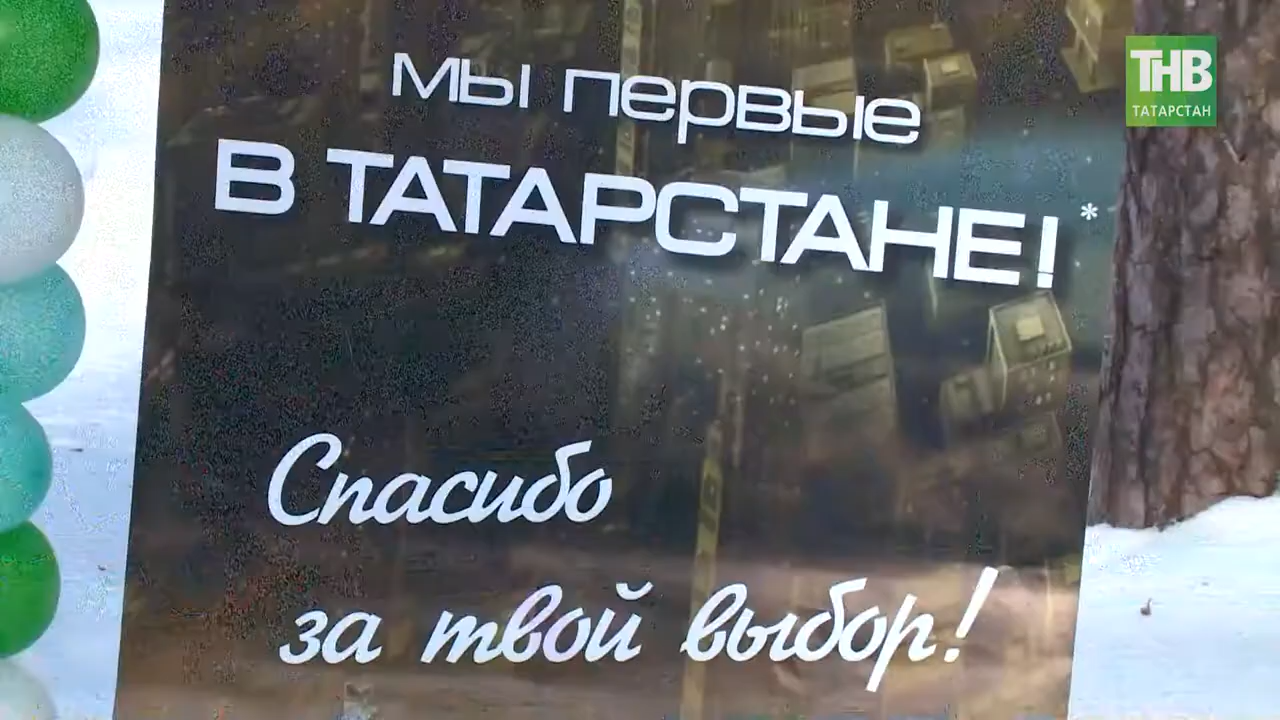 мы первые
В ТАТАРСТАНЕ!*
Спасибо
за твой выбор!
ТНВ
ТАТАРСТАН